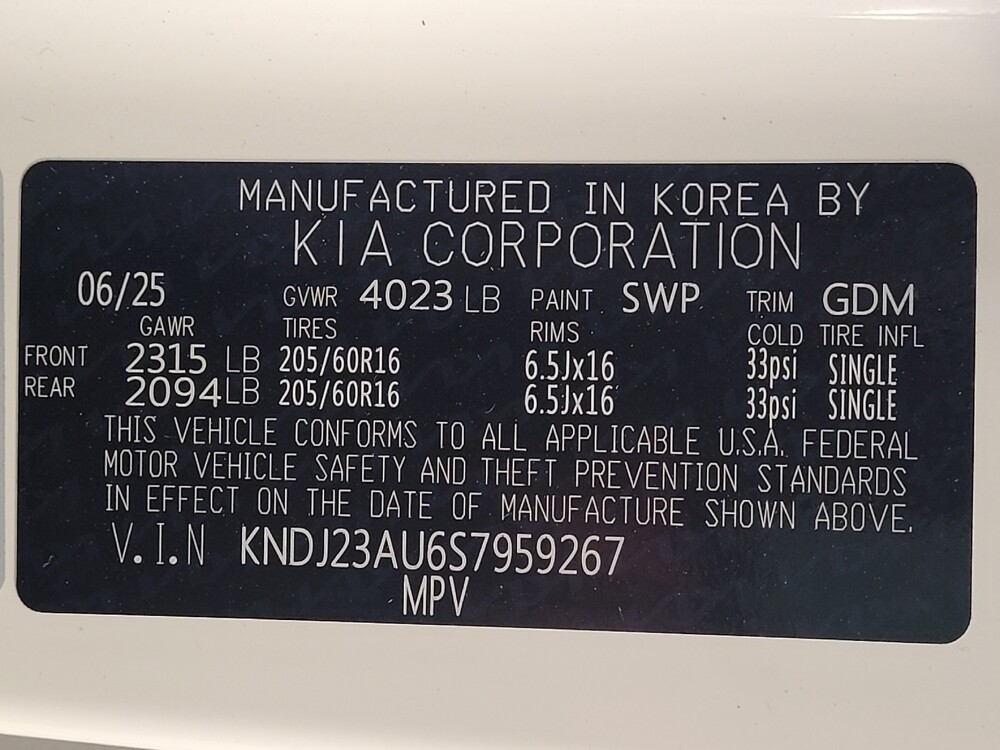 MANUFACTURED IN KOREA BY
KIA CORPORATION
06/25 GVWR 4023 LB PAINT SWP TRIM GDM
GAWR TIRES RIMS COLD TIRE INFL
FRONT 2315 LB 205/60R16 6.5Jx16 33psi SINGLE
REAR 2094 LB 205/60R16 6.5Jx16 33psi SINGLE
THIS VEHICLE CONFORMS TO ALL APPLICABLE U.S.A. FEDERAL
MOTOR VEHICLE SAFETY AND THEFT PREVENTION STANDARDS
IN EFFECT ON THE DATE OF MANUFACTURE SHOWN ABOVE.
V.I.N KNDJ23AU6S7959267
MPV